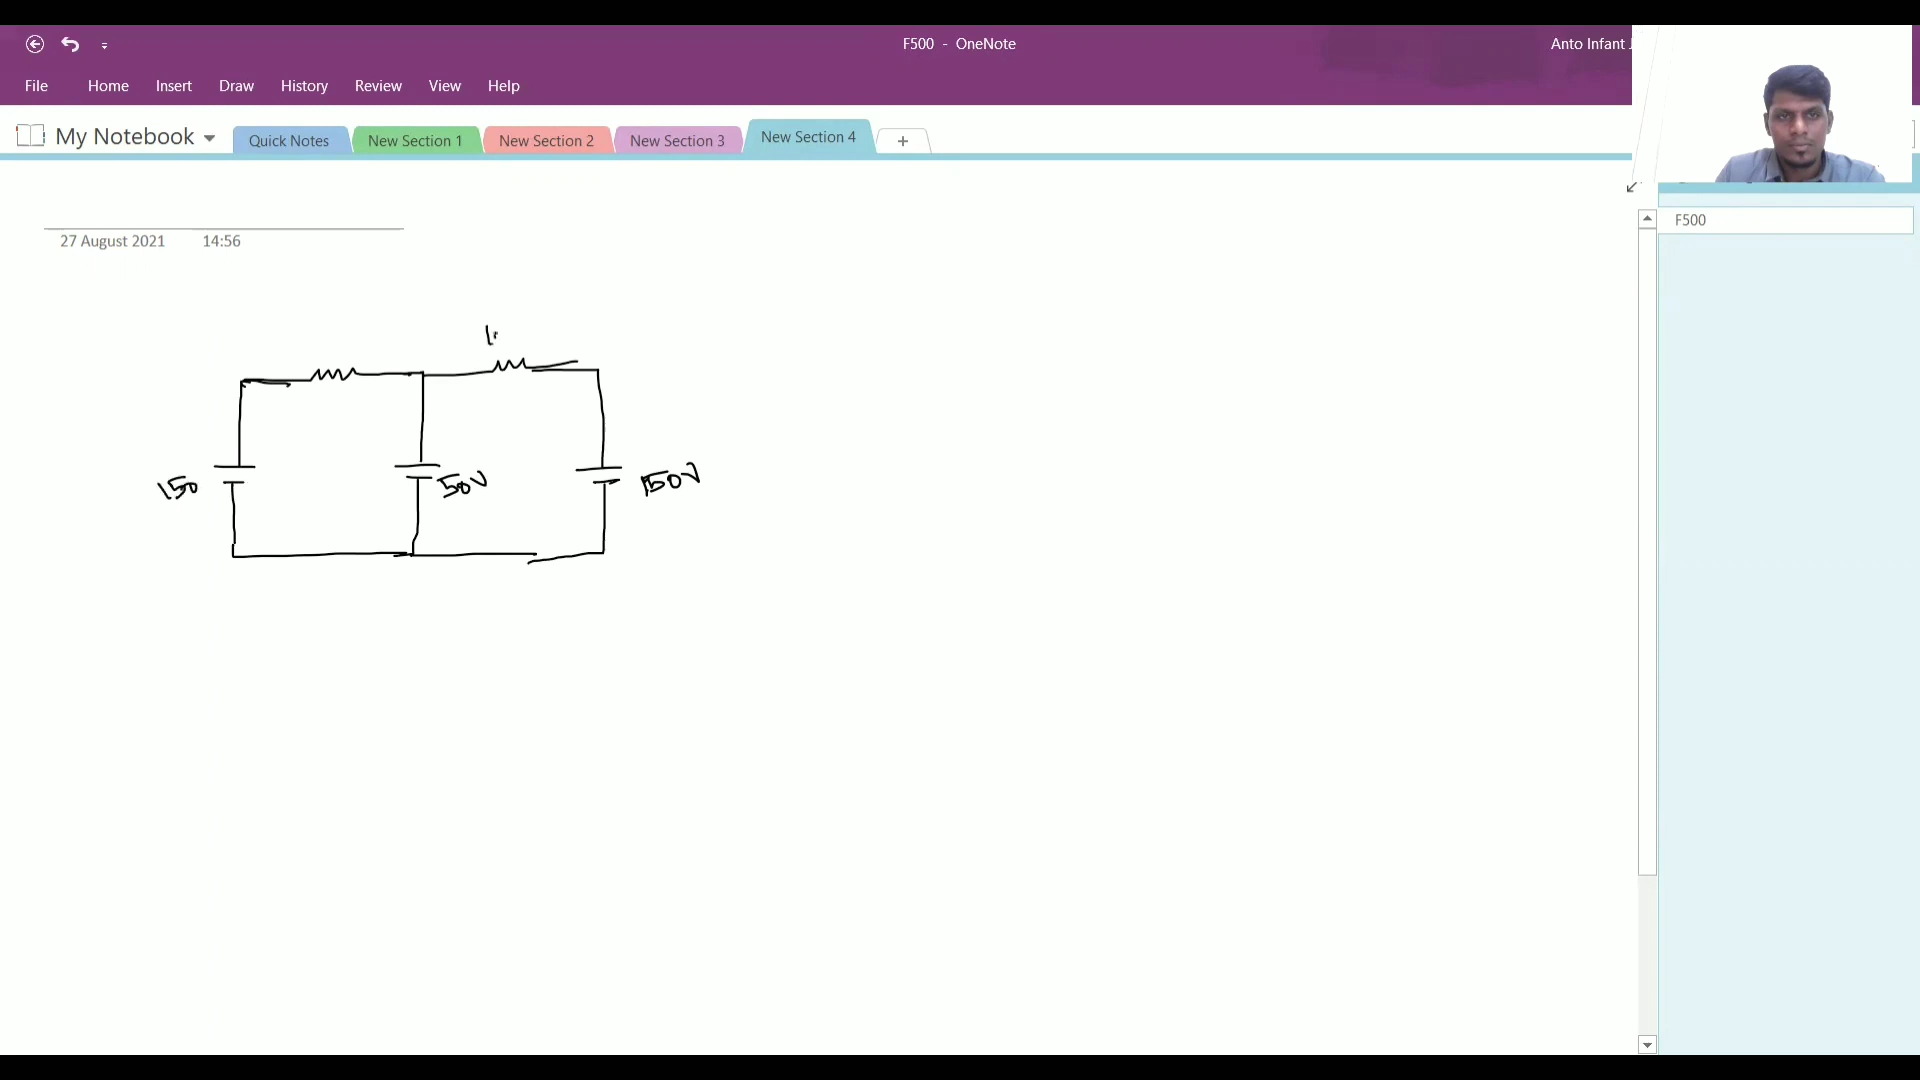 F500 - OneNote
Anto Infant J
File Home Insert Draw History Review View Help
My Notebook
Quick Notes
New Section 1
New Section 2
New Section 3
New Section 4
+
F500
27 August 2021 14:56
150
50V
150V